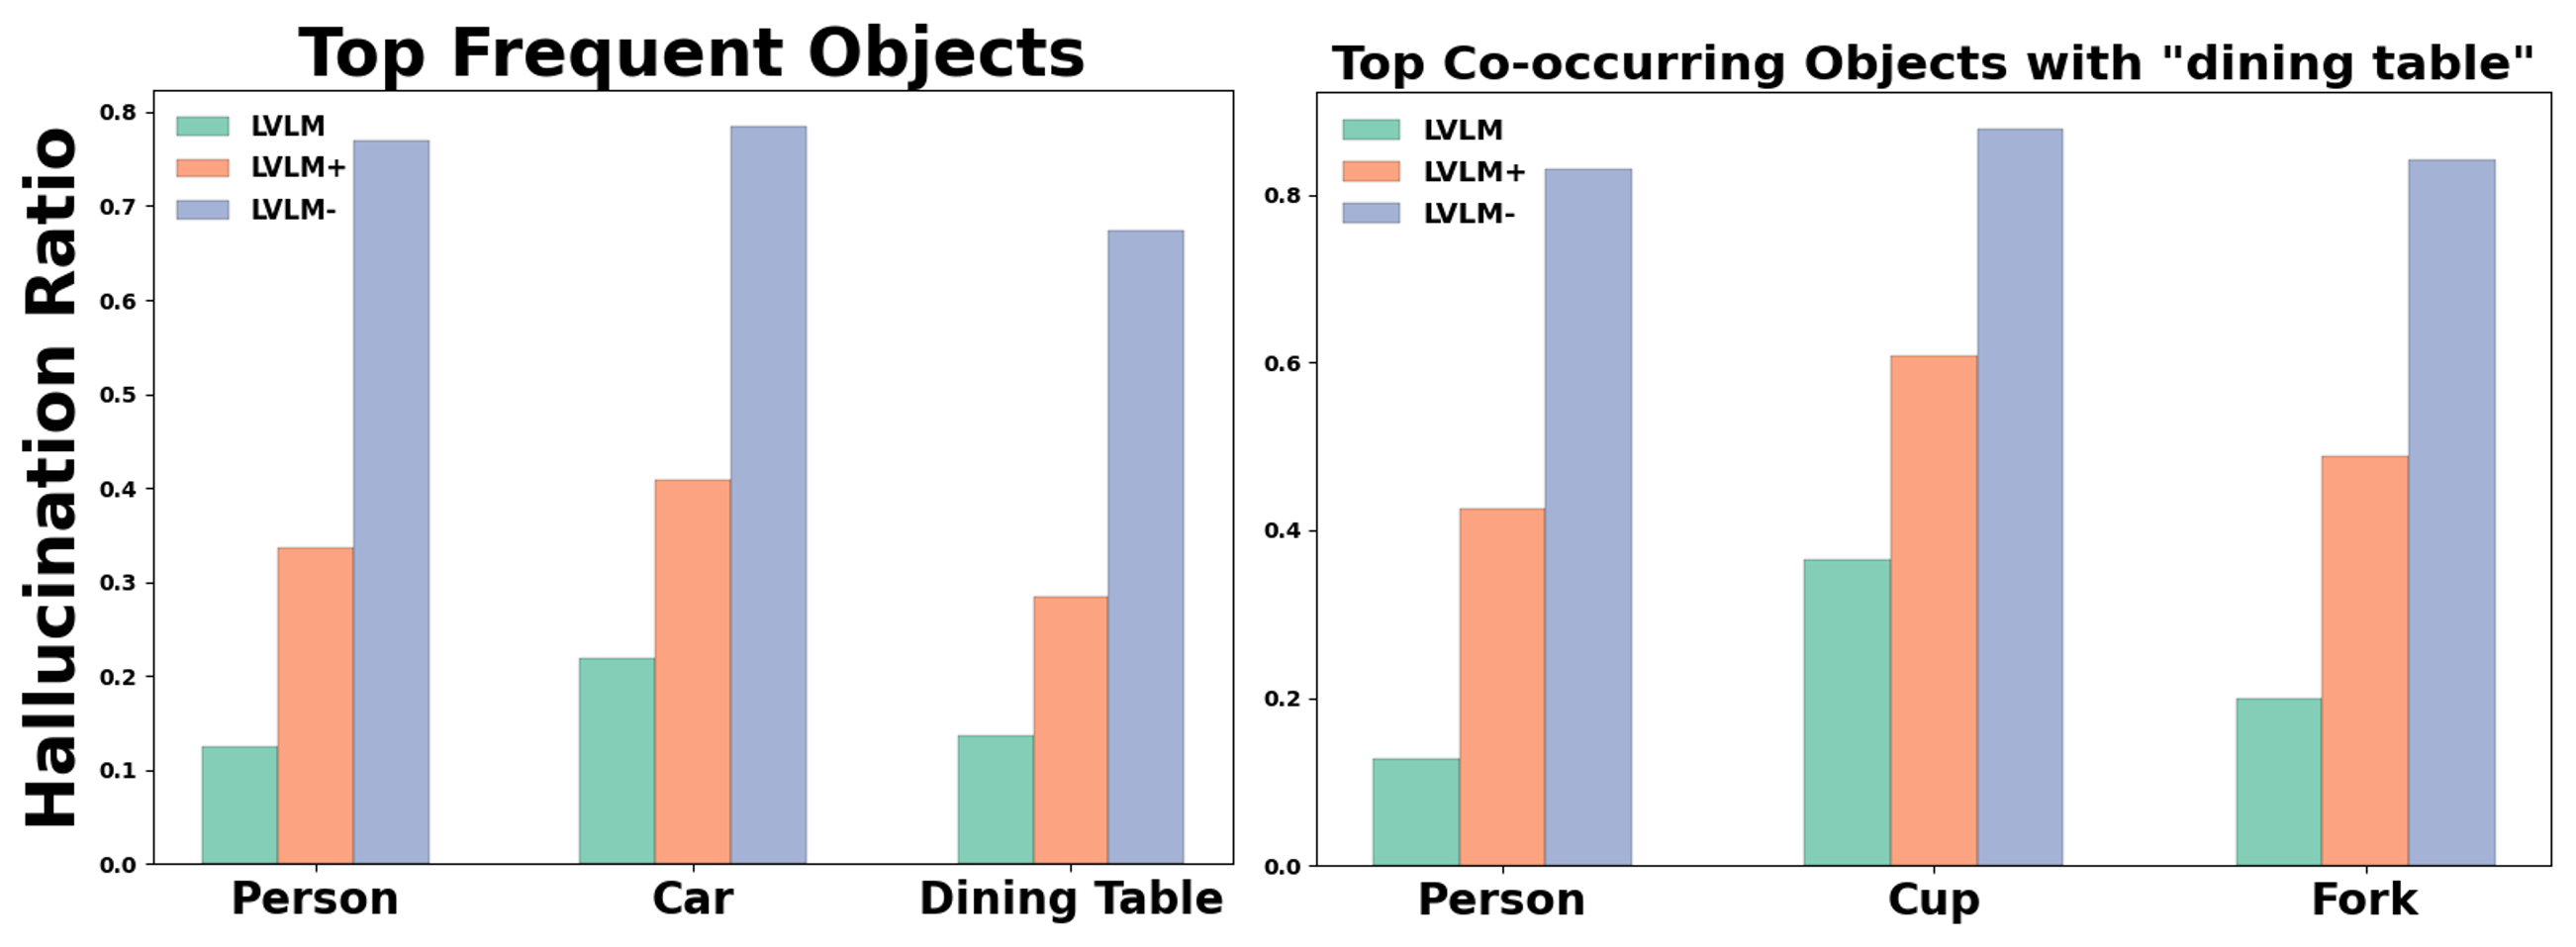 Top Frequent Objects
Hallucination Ratio
0.8
0.7
0.6
0.5
0.4
0.3
0.2
0.1
0.0
LVLM
LVLM+
LVLM-
Person
Car
Dining Table
Top Co-occurring Objects with "dining table"
0.8
0.6
0.4
0.2
0.0
LVLM
LVLM+
LVLM-
Person
Cup
Fork